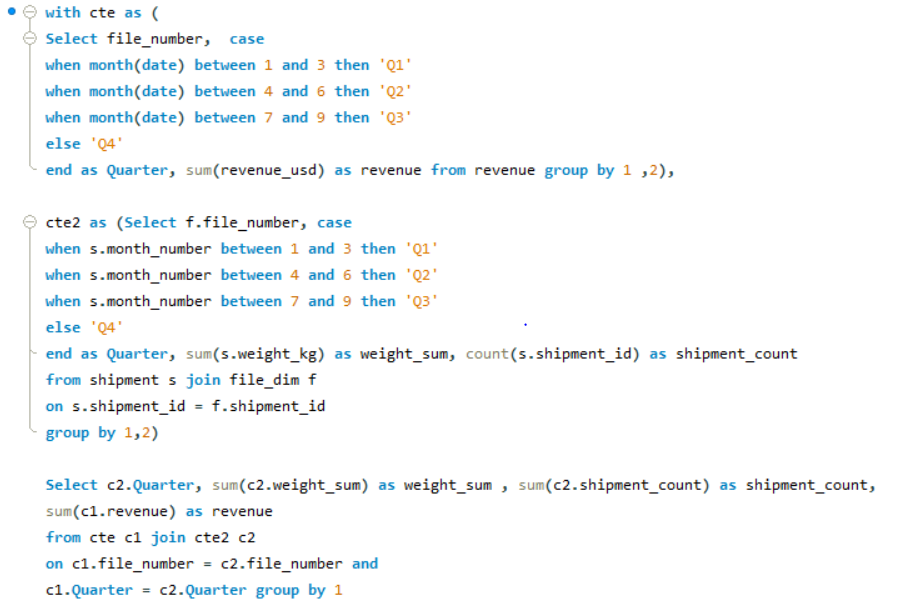 with cte as (
Select file_number,  case
when month(date) between 1 and 3 then 'Q1'
when month(date) between 4 and 6 then 'Q2'
when month(date) between 7 and 9 then 'Q3'
else 'Q4'
end as Quarter, sum(revenue_usd) as revenue from revenue group by 1 ,2),
cte2 as (Select f.file_number, case
when s.month_number between 1 and 3 then 'Q1'
when s.month_number between 4 and 6 then 'Q2'
when s.month_number between 7 and 9 then 'Q3'
else 'Q4'
end as Quarter, sum(s.weight_kg) as weight_sum, count(s.shipment_id) as shipment_count
from shipment s join file_dim f
on s.shipment_id = f.shipment_id
group by 1,2)
Select c2.Quarter, sum(c2.weight_sum) as weight_sum , sum(c2.shipment_count) as shipment_count,
sum(c1.revenue) as revenue
from cte c1 join cte2 c2
on c1.file_number = c2.file_number and
c1.Quarter = c2.Quarter group by 1